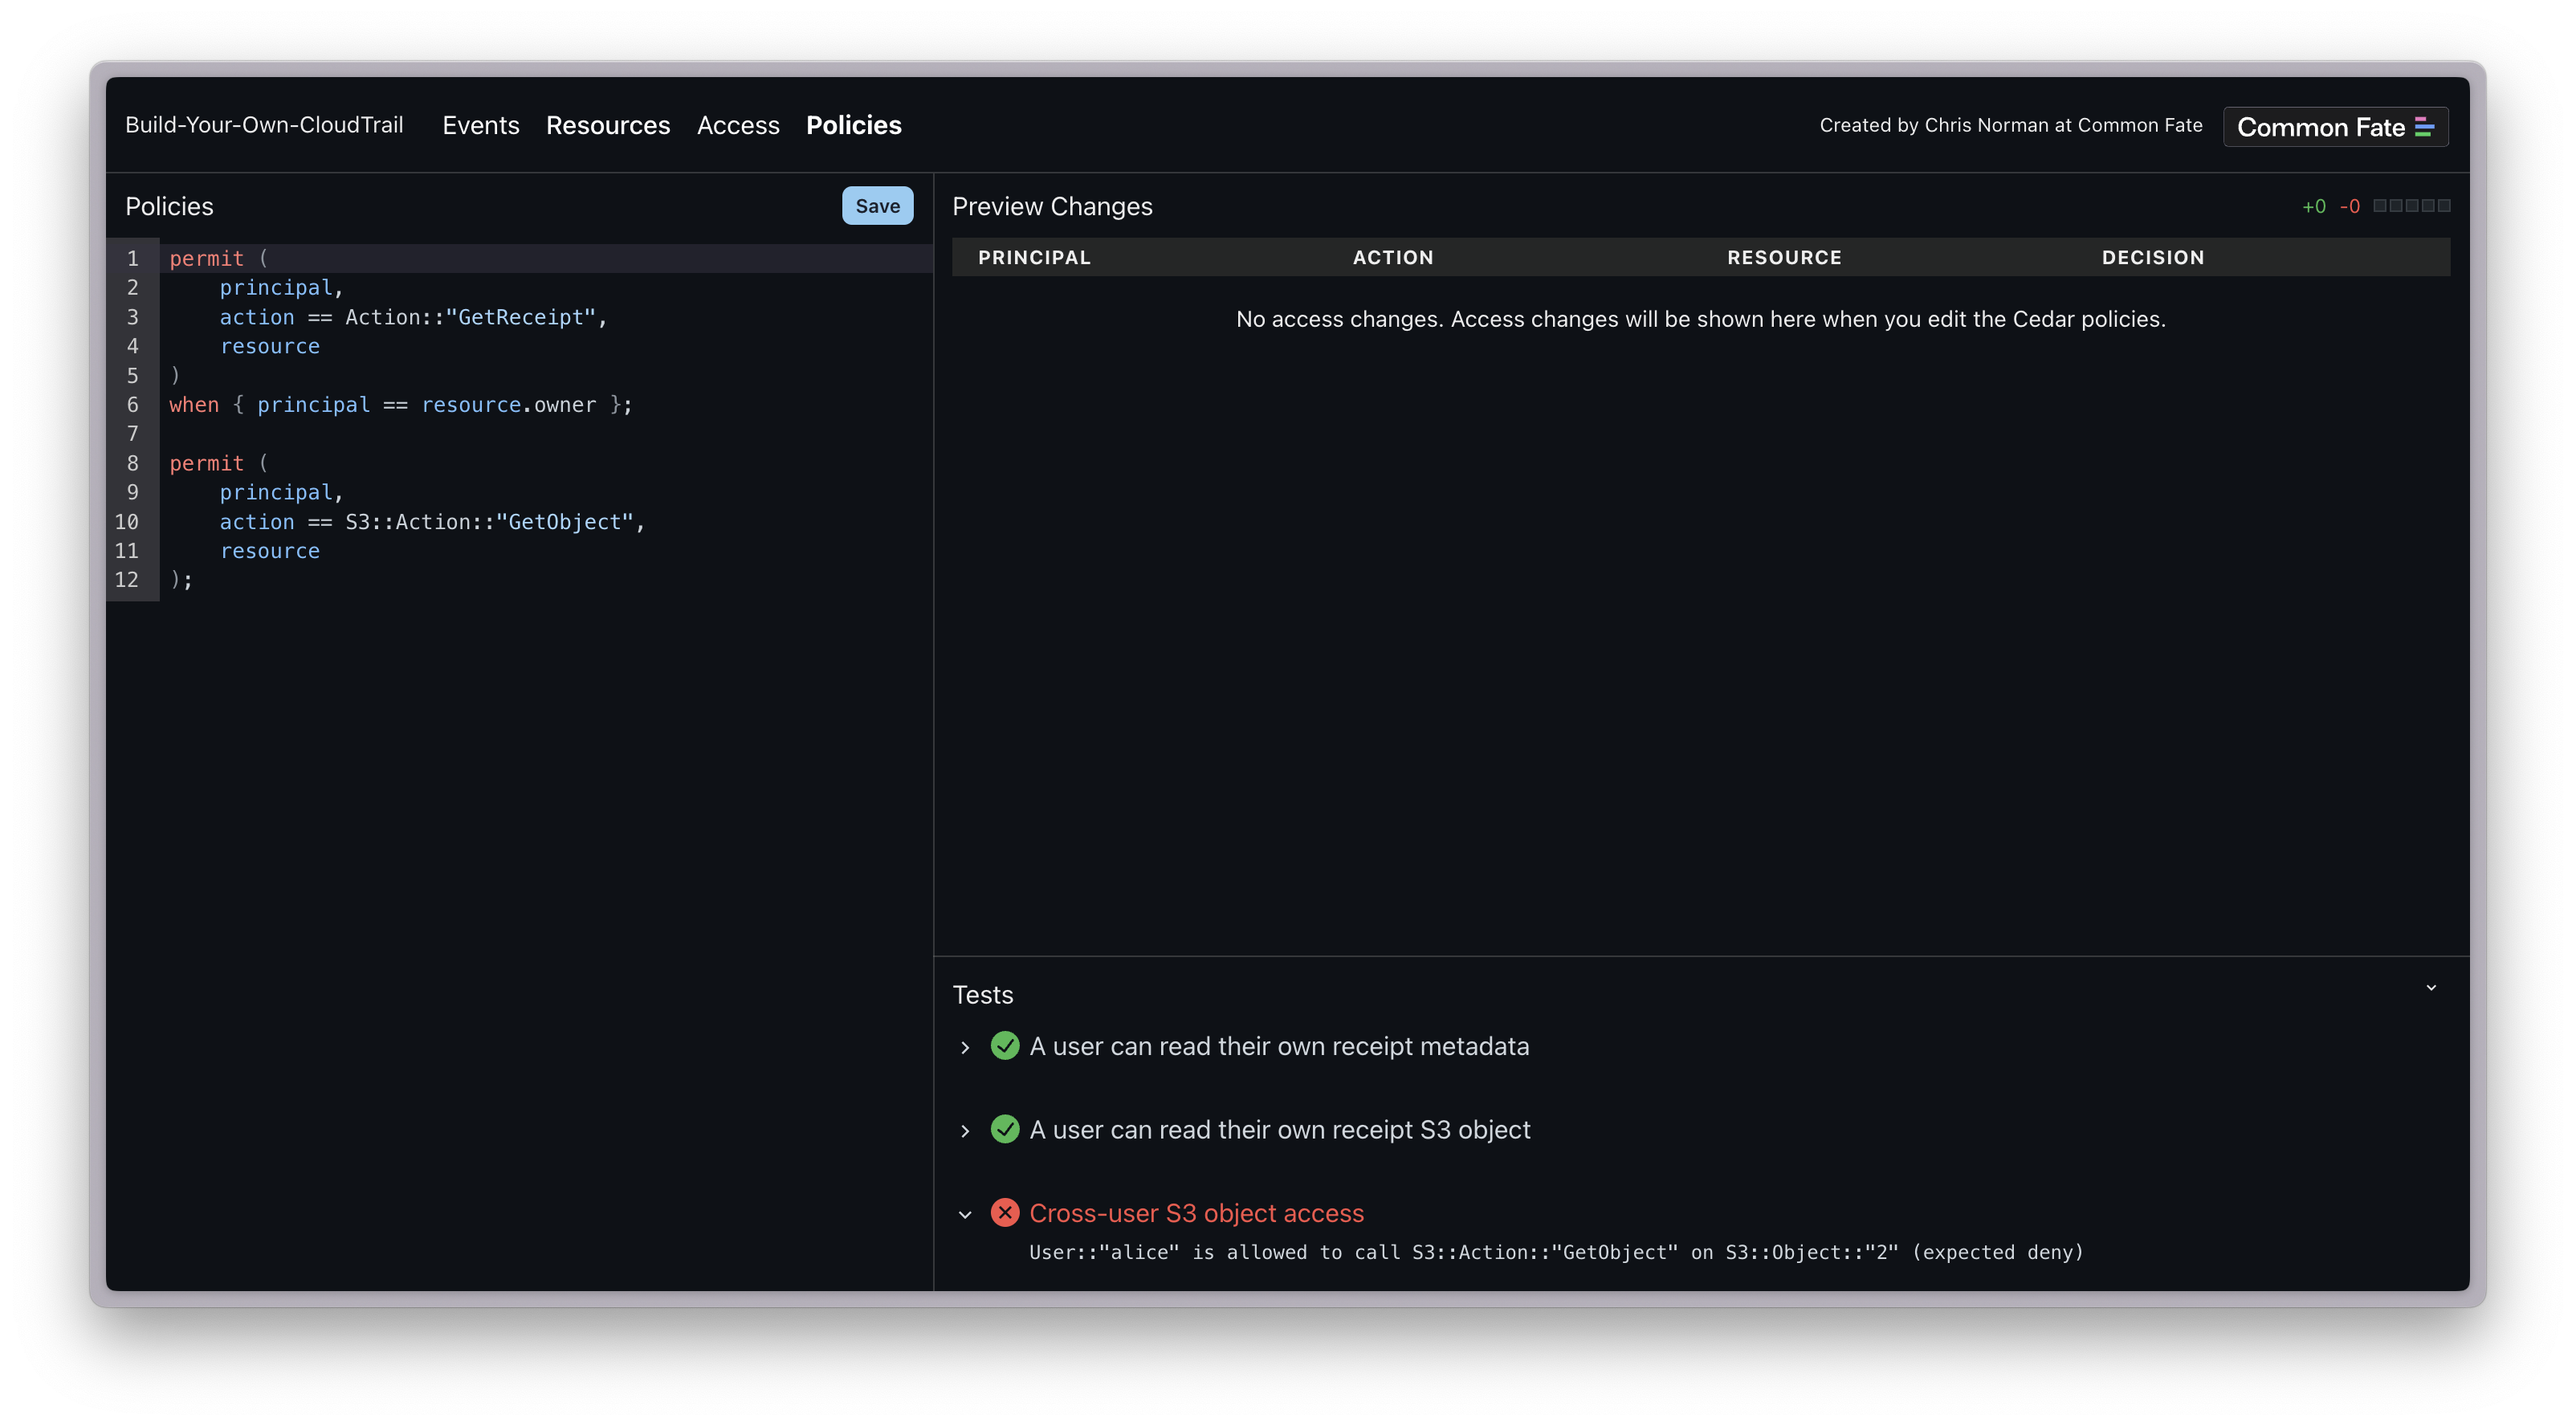 Build-Your-Own-CloudTrail Events Resources Access Policies Created by Chris Norman at Common Fate Common Fate
Policies Save
1 permit (
2     principal,
3     action == Action::"GetReceipt",
4     resource
5 )
6 when { principal == resource.owner };
7
8 permit (
9     principal,
10     action == S3::Action::"GetObject",
11     resource
12 );
Preview Changes +0 -0
PRINCIPAL ACTION RESOURCE DECISION
No access changes. Access changes will be shown here when you edit the Cedar policies.
Tests
A user can read their own receipt metadata
A user can read their own receipt S3 object
Cross-user S3 object access
User::"alice" is allowed to call S3::Action::"GetObject" on S3::Object::"2" (expected deny)